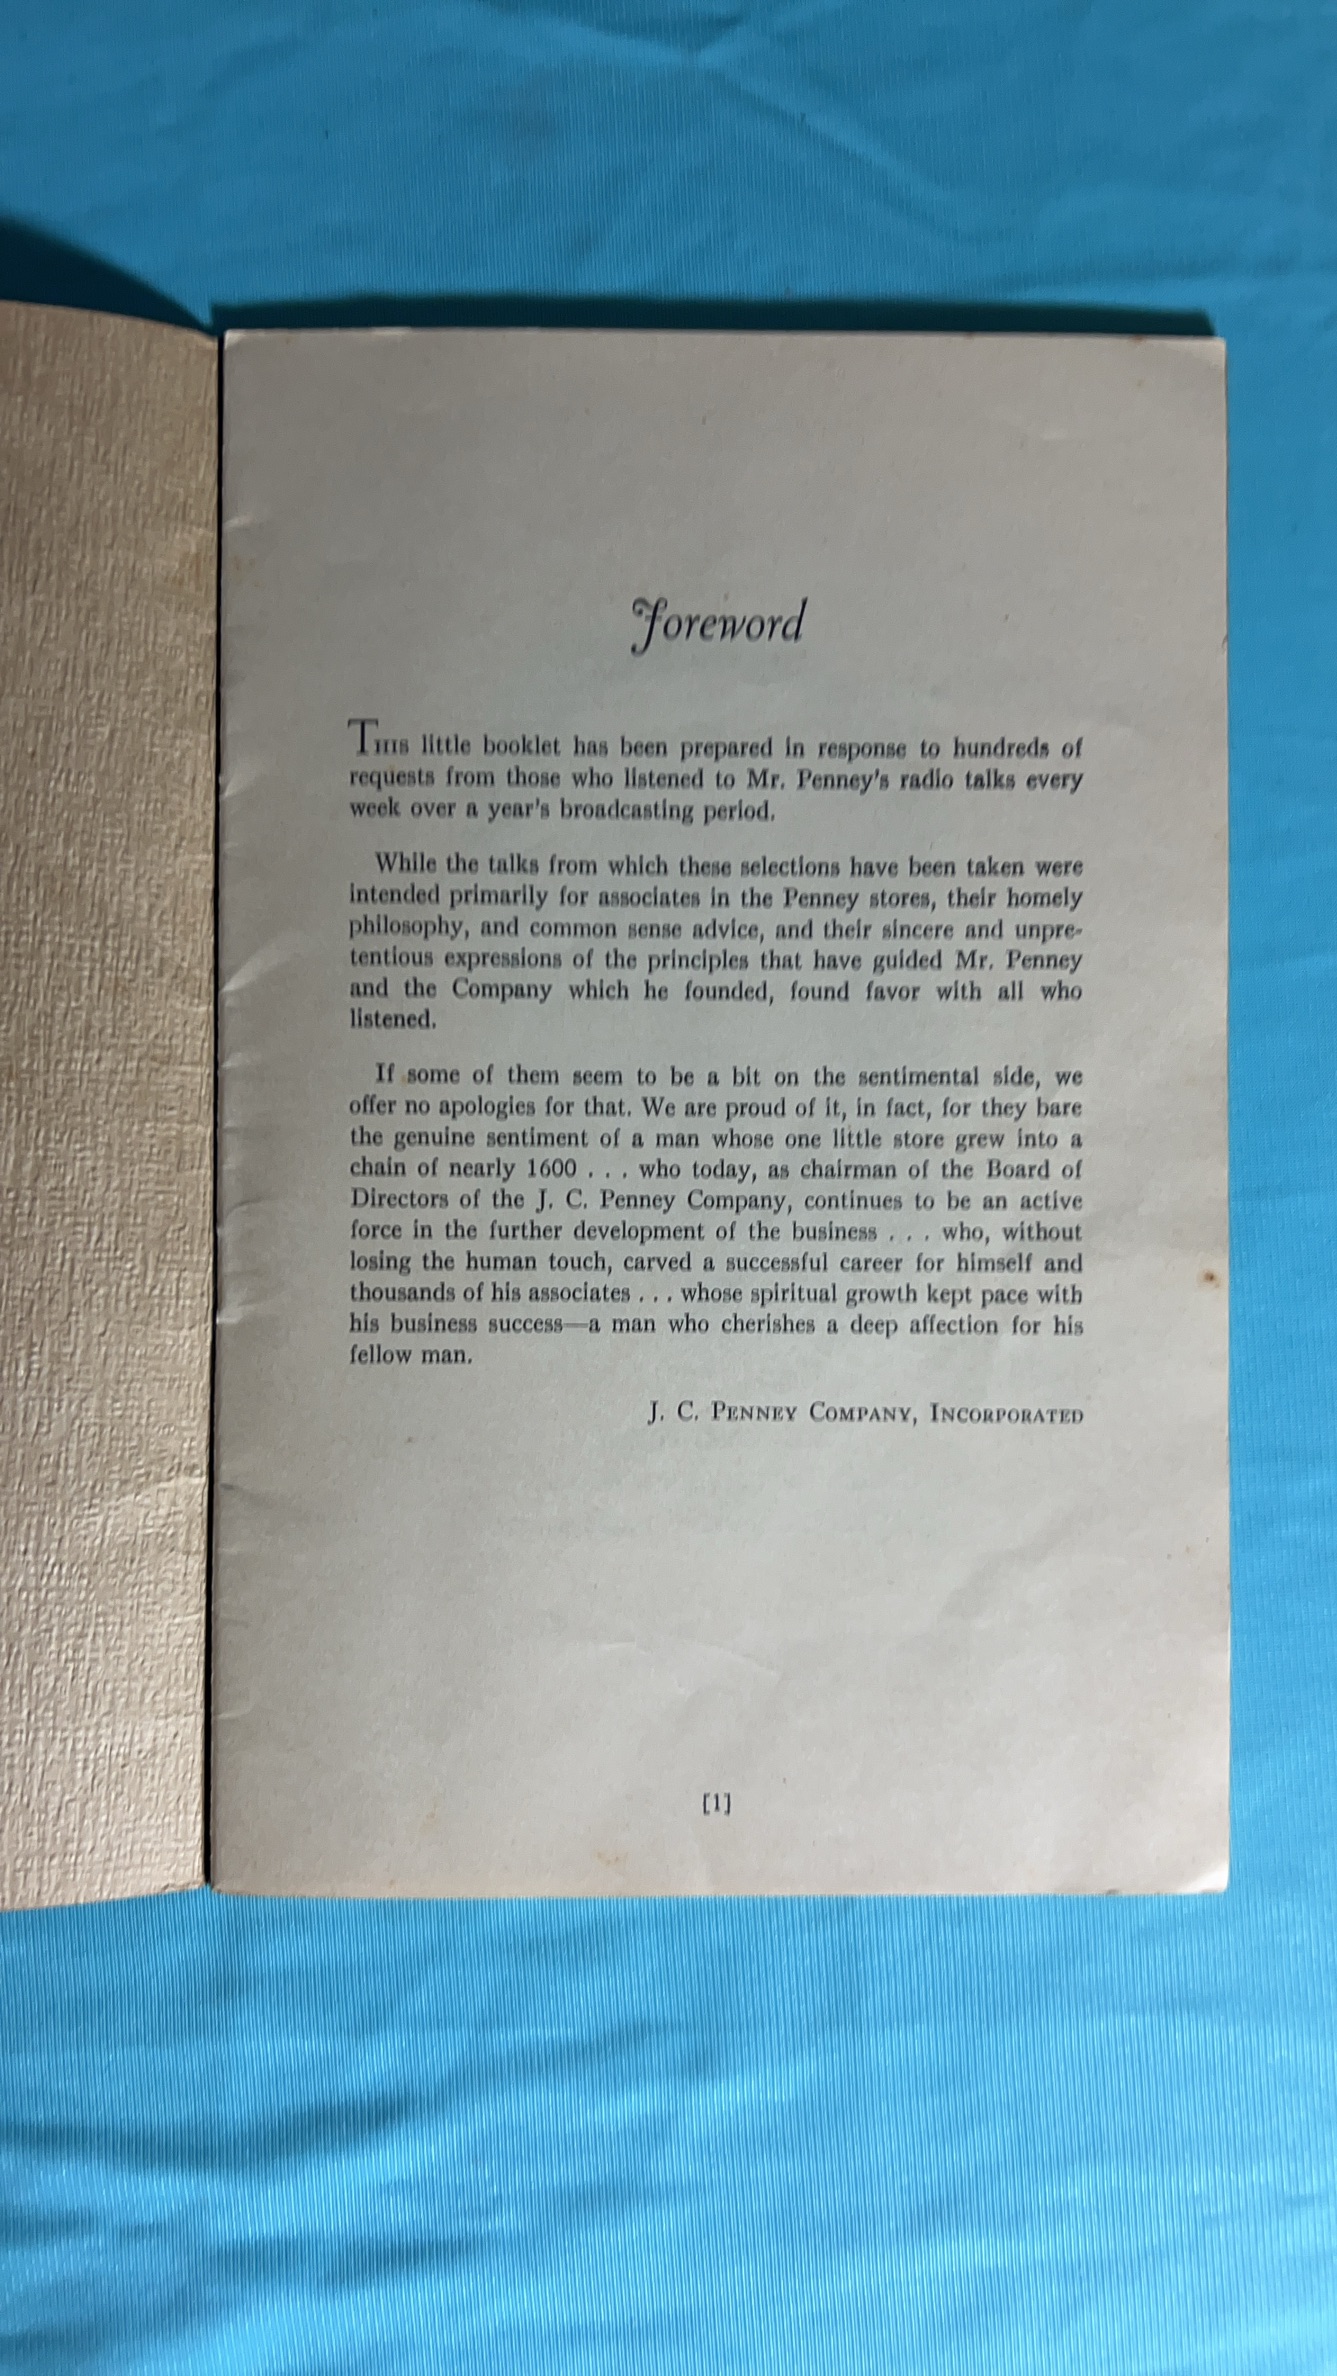 Foreword
This little booklet has been prepared in response to hundreds of
requests from those who listened to Mr. Penney's radio talks every
week over a year's broadcasting period.
While the talks from which these selections have been taken were
intended primarily for associates in the Penney stores, their homely
philosophy, and common sense advice, and their sincere and unpre-
tentious expressions of the principles that have guided Mr. Penney
and the Company which he founded, found favor with all who
listened.
If some of them seem to be a bit on the sentimental side, we
offer no apologies for that. We are proud of it, in fact, for they bare
the genuine sentiment of a man whose one little store grew into a
chain of nearly 1600 . . . who today, as chairman of the Board of
Directors of the J. C. Penney Company, continues to be an active
force in the further development of the business . . . who, without
losing the human touch, carved a successful career for himself and
thousands of his associates . . . whose spiritual growth kept pace with
his business success—a man who cherishes a deep affection for his
fellow man.
J. C. Penney Company, Incorporated
[1]